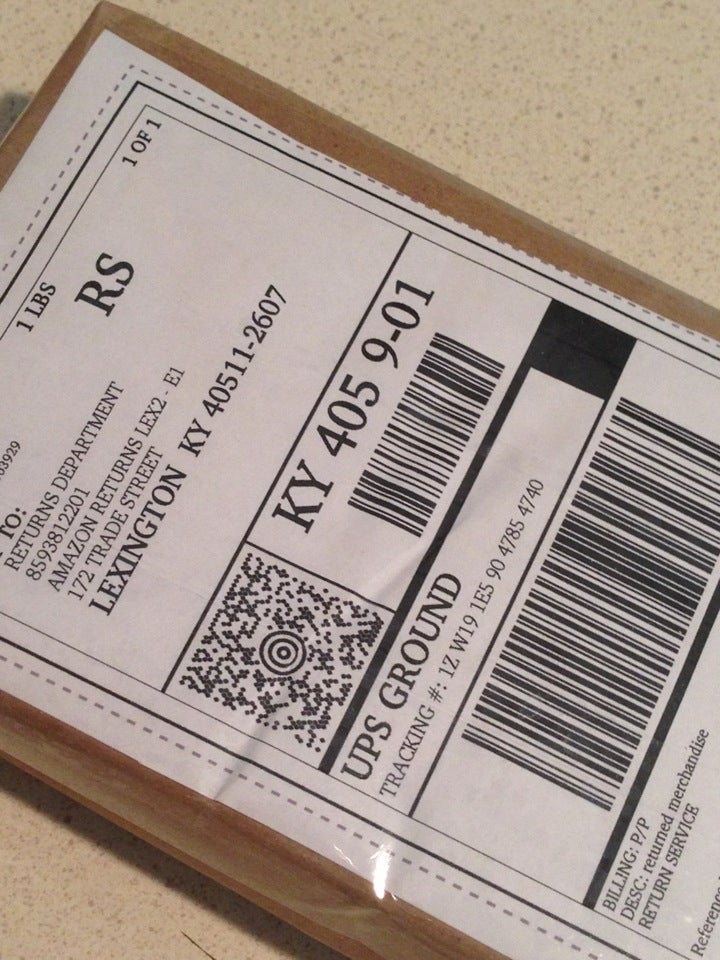 1 LBS
1 OF 1
RS
03929
TO:
RETURNS DEPARTMENT
8593812201
AMAZON RETURNS LEX2 - E1
172 TRADE STREET
LEXINGTON KY 40511-2607
KY 405 9-01
UPS GROUND
TRACKING #: 1Z W19 1E5 90 4785 4740
BILLING: P/P
DESC: returned merchandise
RETURN SERVICE